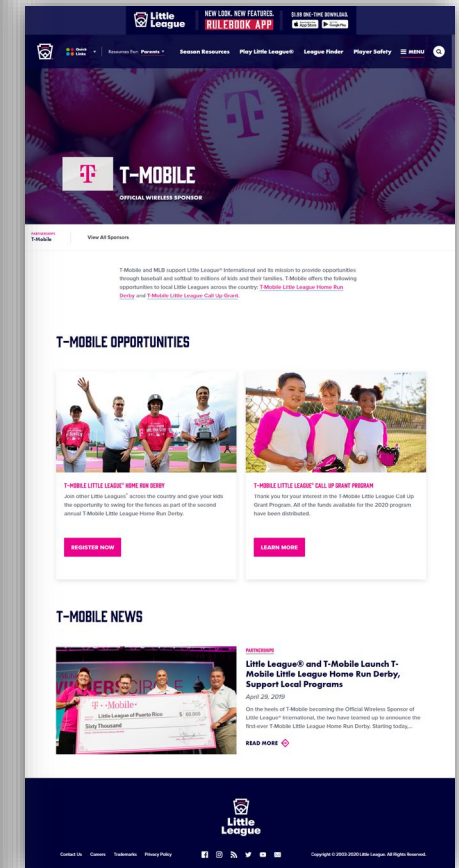 Little League
NEW LOOK. NEW FEATURES.
RULEBOOK APP
$1.99 ONE-TIME DOWNLOAD.
App Store
Google Play
Quick Links
Resources For: Parents
Season Resources
Play Little League®
League Finder
Player Safety
MENU
T-MOBILE
OFFICIAL WIRELESS SPONSOR
PARTNERSHIPS
T-Mobile
View All Sponsors
T-Mobile and MLB support Little League® International and its mission to provide opportunities
through baseball and softball to millions of kids and their families. T-Mobile offers the following
opportunities to local Little Leagues across the country: T-Mobile Little League Home Run
Derby and T-Mobile Little League Call Up Grant.
T-MOBILE OPPORTUNITIES
T-MOBILE LITTLE LEAGUE® HOME RUN DERBY
Join other Little Leagues® across the country and give your kids
the opportunity to swing for the fences as part of the second
annual T-Mobile Little League Home Run Derby.
REGISTER NOW
T-MOBILE LITTLE LEAGUE® CALL UP GRANT PROGRAM
Thank you for your interest in the T-Mobile Little League Call Up
Grant Program. All of the funds available for the 2020 program
have been distributed.
LEARN MORE
T-MOBILE NEWS
T-Mobile
Little League of Puerto Rico
Sixty Thousand
PARTNERSHIPS
Little League® and T-Mobile Launch T-
Mobile Little League Home Run Derby,
Support Local Programs
April 29, 2019
On the heels of T-Mobile becoming the Official Wireless Sponsor of
Little League® International, the two have teamed up to announce the
first-ever T-Mobile Little League Home Run Derby. Starting today,...
READ MORE
Little
League
Contact Us
Careers
Trademarks
Privacy Policy
Copyright © 2003-2020 Little League. All Rights Reserved.